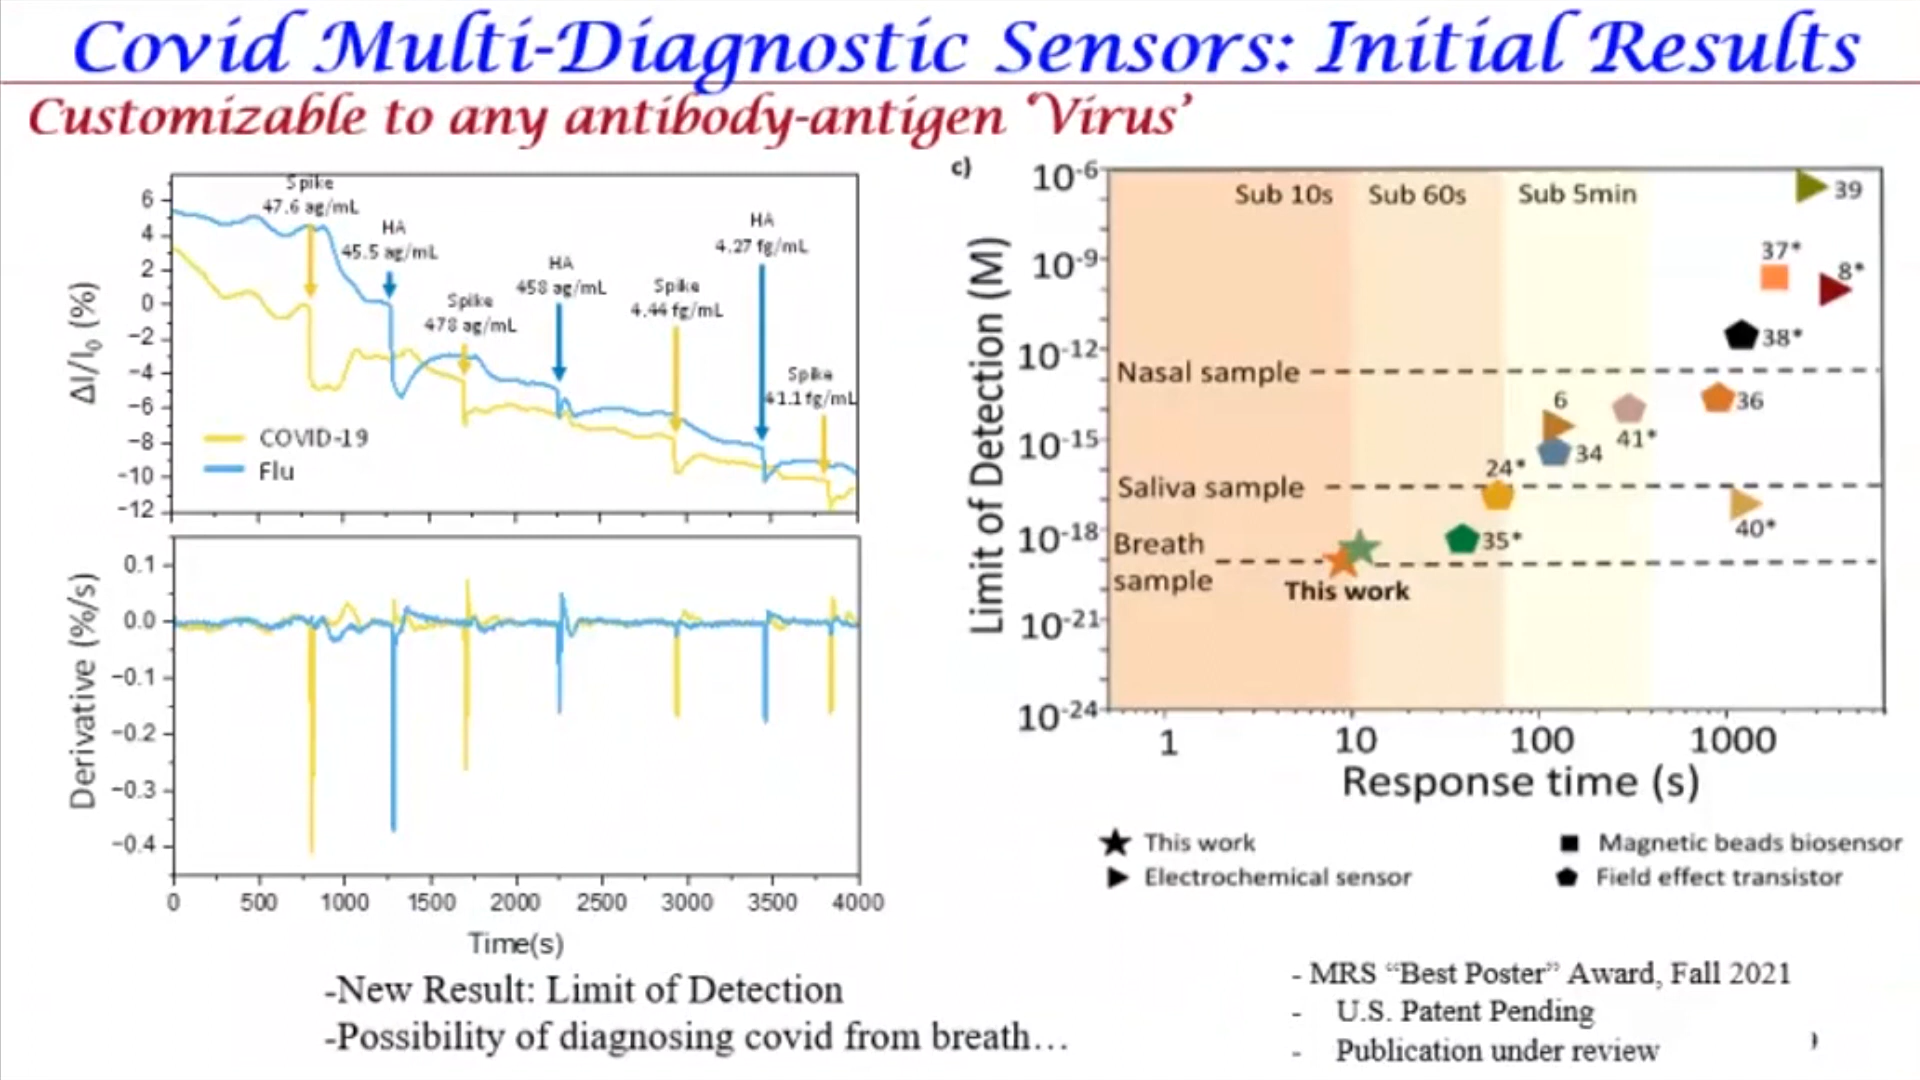 Covid Multi-Diagnostic Sensors: Initial Results
Customizable to any antibody-antigen ‘Virus’
Spike
47.6 ag/mL
HA
45.5 ag/mL
Spike
478 ag/mL
HA
458 ag/mL
Spike
4.44 fg/mL
HA
4.27 fg/mL
Spike
41.1 fg/mL
6
4
2
0
−2
−4
−6
−8
−10
−12
ΔI/I₀ (%)
COVID-19
Flu
0.1
0.0
−0.1
−0.2
−0.3
−0.4
Derivative (%/s)
0 500 1000 1500 2000 2500 3000 3500 4000
Time(s)
-New Result: Limit of Detection
-Possibility of diagnosing covid from breath…
c)
10⁻⁶
10⁻⁹
10⁻¹²
10⁻¹⁵
10⁻¹⁸
10⁻²¹
10⁻²⁴
Limit of Detection (M)
Sub 10s Sub 60s Sub 5min
39
37*
8*
38*
Nasal sample
36
6
41*
34
24*
Saliva sample
40*
35*
Breath
sample
This work
1 10 100 1000
Response time (s)
This work
Magnetic beads biosensor
Electrochemical sensor
Field effect transistor
- MRS “Best Poster” Award, Fall 2021
- U.S. Patent Pending
- Publication under review